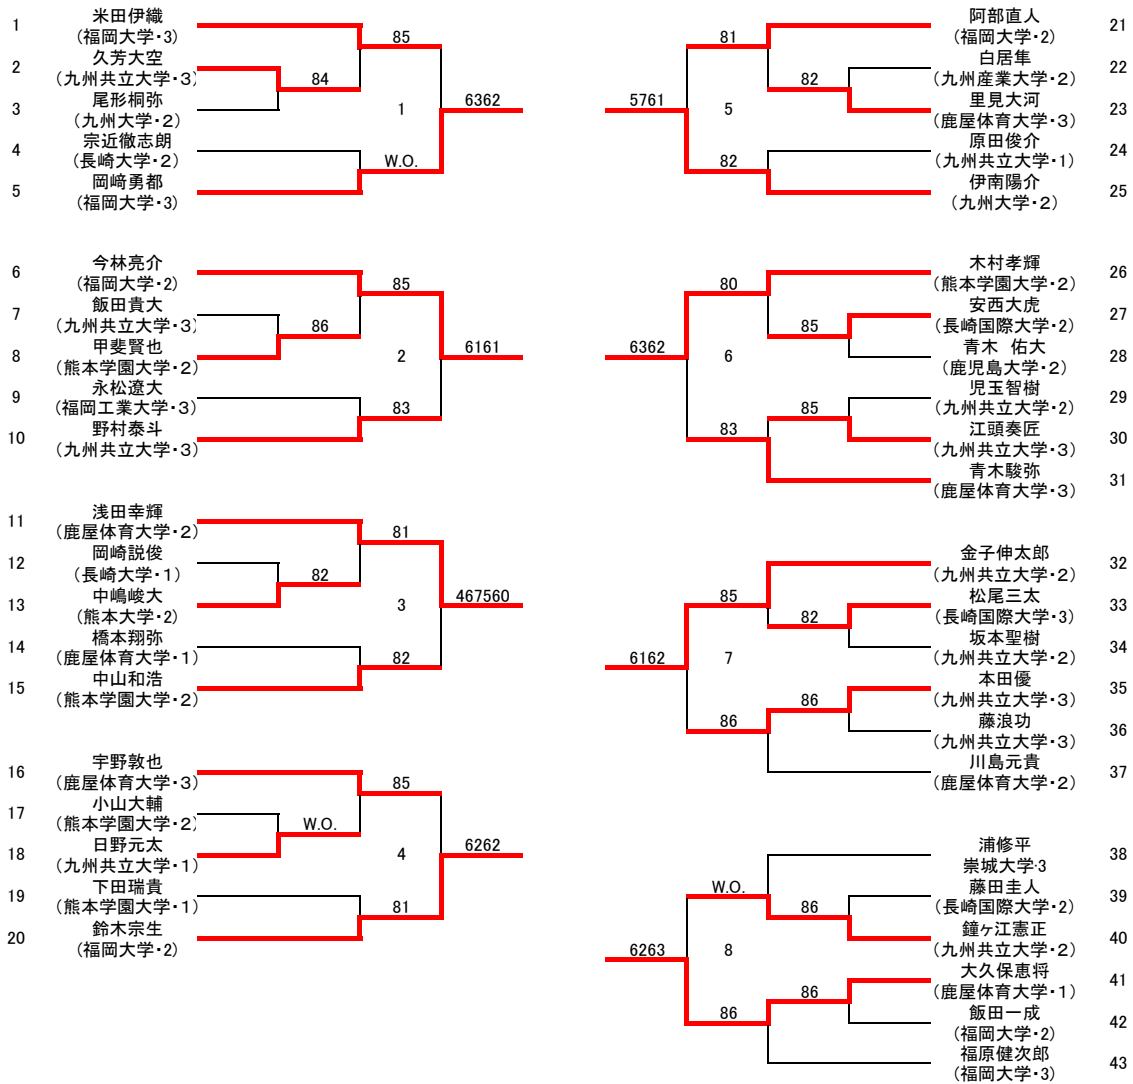 1
米田伊織
(福岡大学・3)
2
久芳大空
(九州共立大学・3)
3
尾形桐弥
(九州大学・2)
4
宗近徹志朗
(長崎大学・2)
5
岡﨑勇都
(福岡大学・3)
84
85
1
W.O.
6362
6
今林亮介
(福岡大学・2)
7
飯田貴大
(九州共立大学・3)
8
甲斐賢也
(熊本学園大学・2)
9
永松遼大
(福岡工業大学・3)
10
野村泰斗
(九州共立大学・3)
86
85
2
83
6161
11
浅田幸輝
(鹿屋体育大学・2)
12
岡崎説俊
(長崎大学・1)
13
中嶋峻大
(熊本大学・2)
14
橋本翔弥
(鹿屋体育大学・1)
15
中山和浩
(熊本学園大学・2)
82
81
3
82
467560
16
宇野敦也
(鹿屋体育大学・3)
17
小山大輔
(熊本学園大学・2)
18
日野元太
(九州共立大学・1)
19
下田瑞貴
(熊本学園大学・1)
20
鈴木宗生
(福岡大学・2)
W.O.
85
4
81
6262
阿部直人
(福岡大学・2)
21
白居隼
(九州産業大学・2)
22
里見大河
(鹿屋体育大学・3)
23
原田俊介
(九州共立大学・1)
24
伊南陽介
(九州大学・2)
25
81
82
5761
5
82
木村孝輝
(熊本学園大学・2)
26
安西大虎
(長崎国際大学・2)
27
青木 佑大
(鹿児島大学・2)
28
児玉智樹
(九州共立大学・2)
29
江頭奏匠
(九州共立大学・3)
30
青木駿弥
(鹿屋体育大学・3)
31
80
85
6362
6
85
83
金子伸太郎
(九州共立大学・2)
32
松尾三太
(長崎国際大学・3)
33
坂本聖樹
(九州共立大学・2)
34
本田優
(九州共立大学・3)
35
藤浪功
(九州共立大学・3)
36
川島元貴
(鹿屋体育大学・2)
37
85
82
6162
7
86
86
浦修平
崇城大学・3
38
藤田圭人
(長崎国際大学・2)
39
鐘ヶ江憲正
(九州共立大学・2)
40
大久保恵将
(鹿屋体育大学・1)
41
飯田一成
(福岡大学・2)
42
福原健次郎
(福岡大学・3)
43
W.O.
86
6263
8
86
86